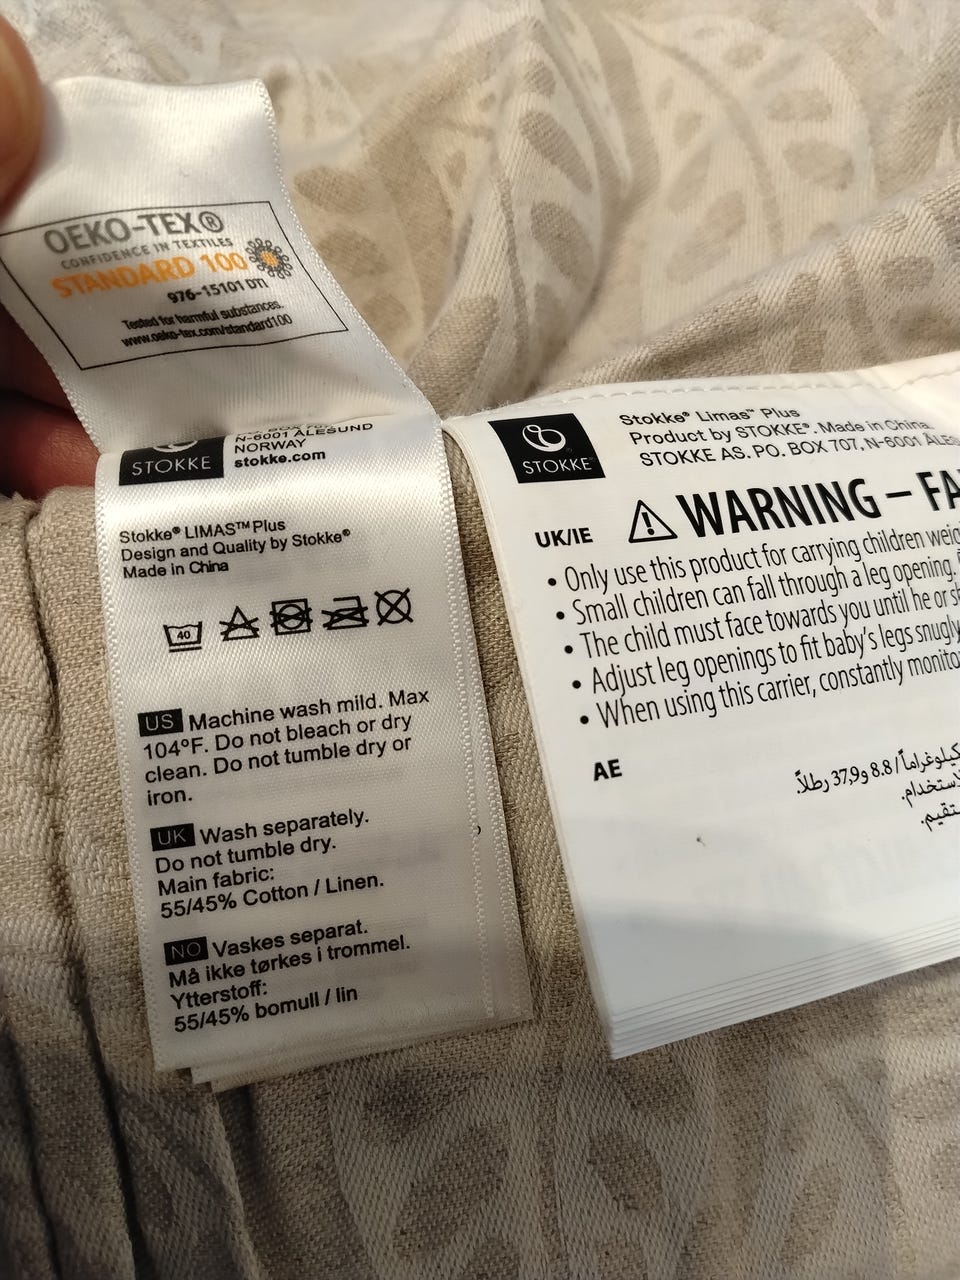 OEKO-TEX®
CONFIDENCE IN TEXTILES
STANDARD 100
976-15101 DTI
Tested for harmful substances.
www.oeko-tex.com/standard100
N-6001 ÅLESUND
NORWAY
stokke.com
STOKKE
Stokke® LIMAS™ Plus
Design and Quality by Stokke®
Made in China
40
US Machine wash mild. Max
104°F. Do not bleach or dry
clean. Do not tumble dry or
iron.
UK Wash separately.
Do not tumble dry.
Main fabric:
55/45% Cotton / Linen.
NO Vaskes separat.
Må ikke tørkes i trommel.
Ytterstoff:
55/45% bomull / lin
STOKKE
Stokke® Limas™ Plus
Product by STOKKE®. Made in China.
STOKKE AS. P.O. BOX 707, N-6001
UK/IE
WARNING –
• Only use this product for carrying children
• Small children can fall through a leg opening.
• The child must face towards you until he or
• Adjust leg openings to fit baby's legs snugly
• When using this carrier, constantly
AE
8.8 و37,9 رطلاً.